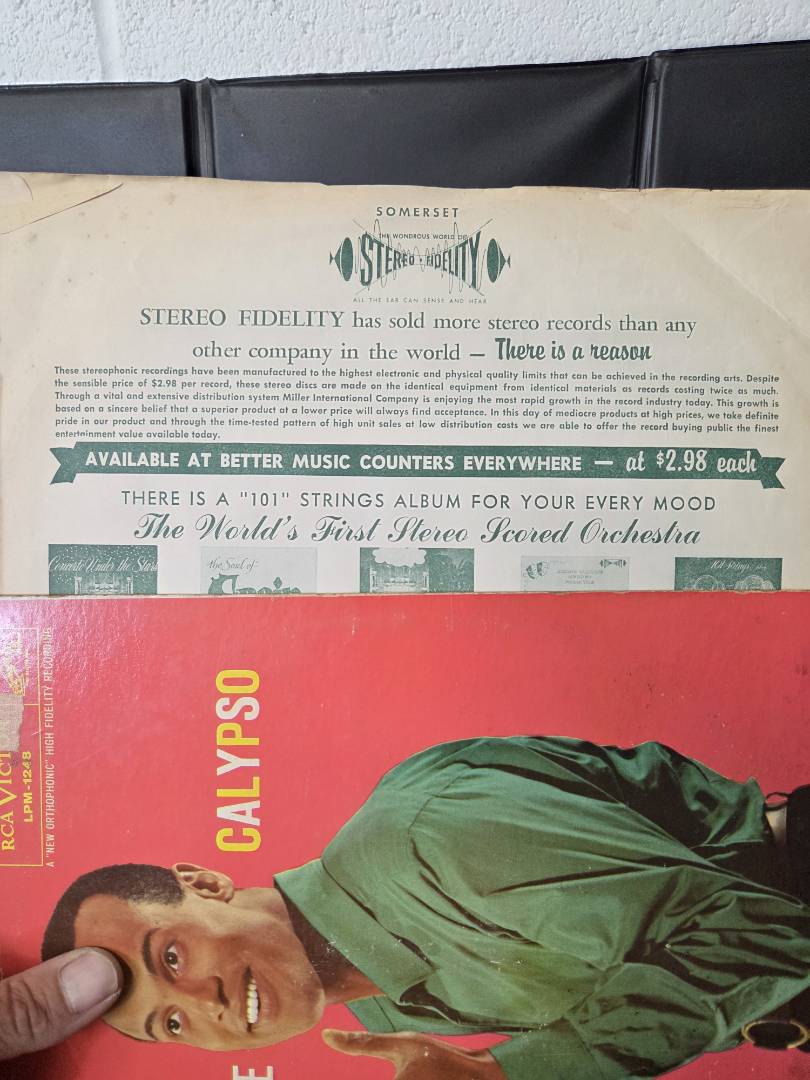 SOMERSET
THE WONDROUS WORLD OF
STEREO-FIDELITY
ALL THE EAR CAN SENSE AND HEAR
STEREO FIDELITY has sold more stereo records than any
other company in the world — There is a reason
These stereophonic recordings have been manufactured to the highest electronic and physical quality limits that can be achieved in the recording arts. Despite
the sensible price of $2.98 per record, these stereo discs are made on the identical equipment from identical materials as records costing twice as much.
Through a vital and extensive distribution system Miller International Company is enjoying the most rapid growth in the record industry today. This growth is
based on a sincere belief that a superior product at a lower price will always find acceptance. In this day of mediocre products at high prices, we take definite
pride in our product and through the time-tested pattern of high unit sales at low distribution costs we are able to offer the record buying public the finest
entertainment value available today.
AVAILABLE AT BETTER MUSIC COUNTERS EVERYWHERE — at $2.98 each
THERE IS A "101" STRINGS ALBUM FOR YOUR EVERY MOOD
The World's First Stereo Scored Orchestra
Concerto Under the Stars
the Soul of
RCA VICT
LPM-1248
A "NEW ORTHOPHONIC" HIGH FIDELITY RECORDING
CALYPSO
E